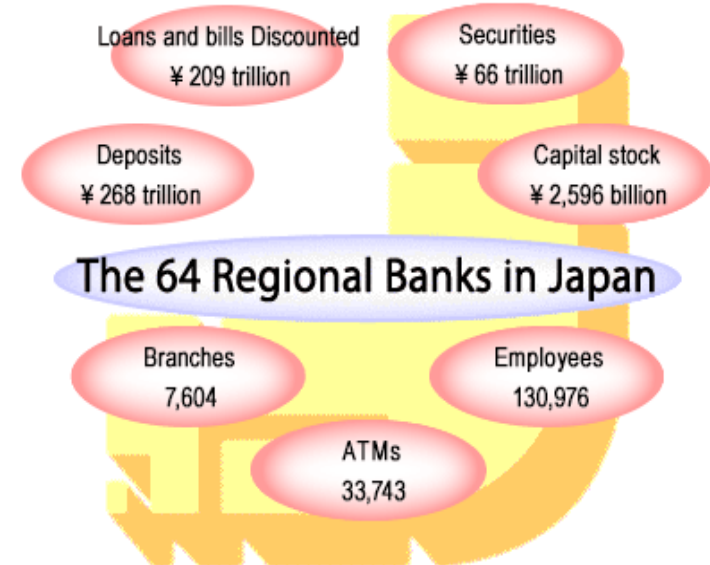 Loans and bills Discounted
¥ 209 trillion
Securities
¥ 66 trillion
Deposits
¥ 268 trillion
Capital stock
¥ 2,596 billion
The 64 Regional Banks in Japan
Branches
7,604
Employees
130,976
ATMs
33,743